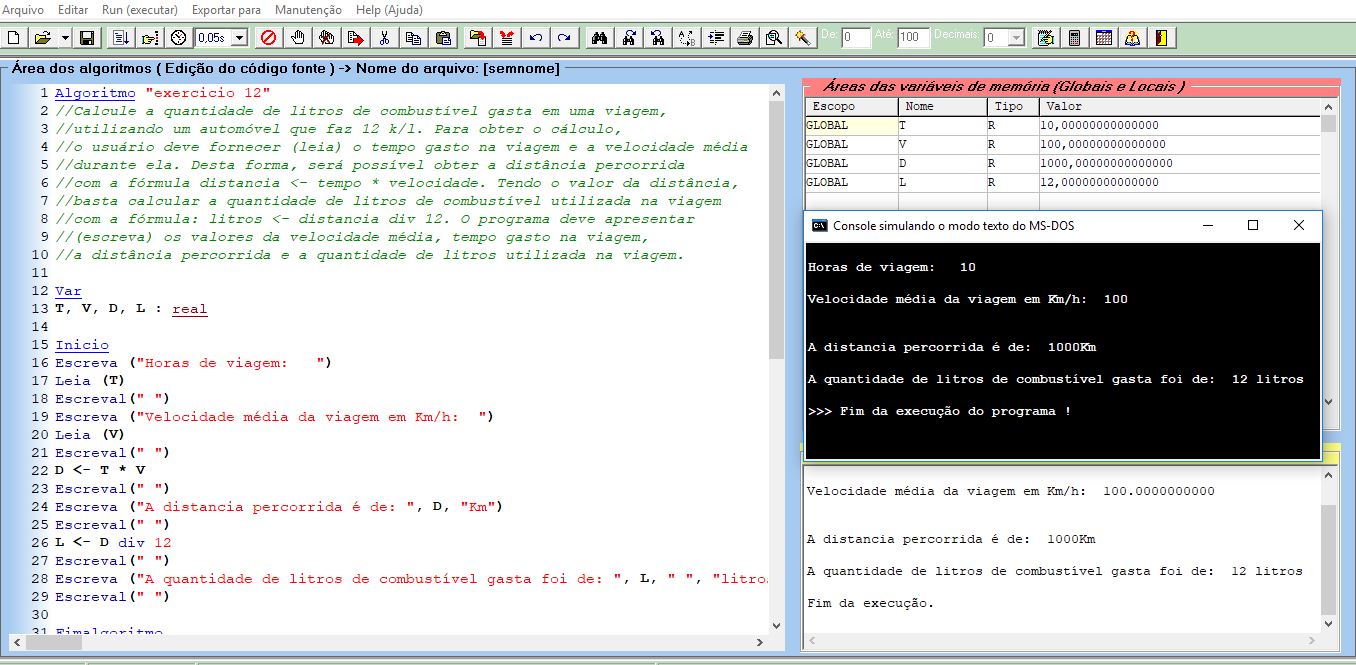 Arquivo Editar Run (executar) Exportar para Manutenção Help (Ajuda)
0,05s De: 0 Até: 100 Decimais: 0
Área dos algoritmos ( Edição do código fonte ) -> Nome do arquivo: [semnome]
1 Algoritmo "exercicio 12"
2 //Calcule a quantidade de litros de combustível gasta em uma viagem,
3 //utilizando um automóvel que faz 12 k/l. Para obter o cálculo,
4 //o usuário deve fornecer (leia) o tempo gasto na viagem e a velocidade média
5 //durante ela. Desta forma, será possível obter a distância percorrida
6 //com a fórmula distancia <- tempo * velocidade. Tendo o valor da distância,
7 //basta calcular a quantidade de litros de combustível utilizada na viagem
8 //com a fórmula: litros <- distancia div 12. O programa deve apresentar
9 //(escreva) os valores da velocidade média, tempo gasto na viagem,
10 //a distância percorrida e a quantidade de litros utilizada na viagem.
11
12 Var
13 T, V, D, L : real
14
15 Inicio
16 Escreva ("Horas de viagem:   ")
17 Leia (T)
18 Escreval(" ")
19 Escreva ("Velocidade média da viagem em Km/h:  ")
20 Leia (V)
21 Escreval(" ")
22 D <- T * V
23 Escreval(" ")
24 Escreva ("A distancia percorrida é de: ", D, "Km")
25 Escreval(" ")
26 L <- D div 12
27 Escreval(" ")
28 Escreva ("A quantidade de litros de combustível gasta foi de: ", L, " ", "litro
29 Escreval(" ")
30
31 Fimalgoritmo
Áreas das variáveis de memória (Globais e Locais )
Escopo Nome Tipo Valor
GLOBAL T R 10,00000000000000
GLOBAL V R 100,000000000000
GLOBAL D R 1000,000000000000
GLOBAL L R 12,00000000000000
C:\ Console simulando o modo texto do MS-DOS
Horas de viagem:   10
Velocidade média da viagem em Km/h:  100
A distancia percorrida é de:  1000Km
A quantidade de litros de combustível gasta foi de:  12 litros
>>> Fim da execução do programa !
Velocidade média da viagem em Km/h:  100.0000000000
A distancia percorrida é de:  1000Km
A quantidade de litros de combustível gasta foi de:  12 litros
Fim da execução.